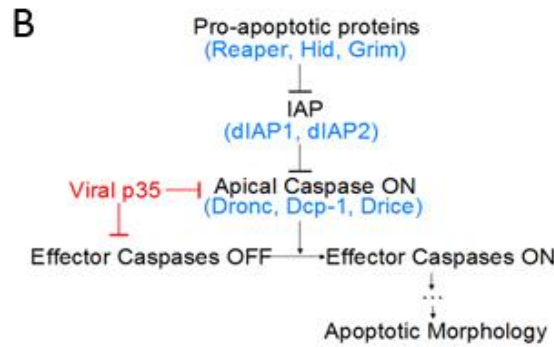 B
Pro-apoptotic proteins
(Reaper, Hid, Grim)
IAP
(dIAP1, dIAP2)
Viral p35
Apical Caspase ON
(Dronc, Dcp-1, Drice)
Effector Caspases OFF
Effector Caspases ON
...
Apoptotic Morphology